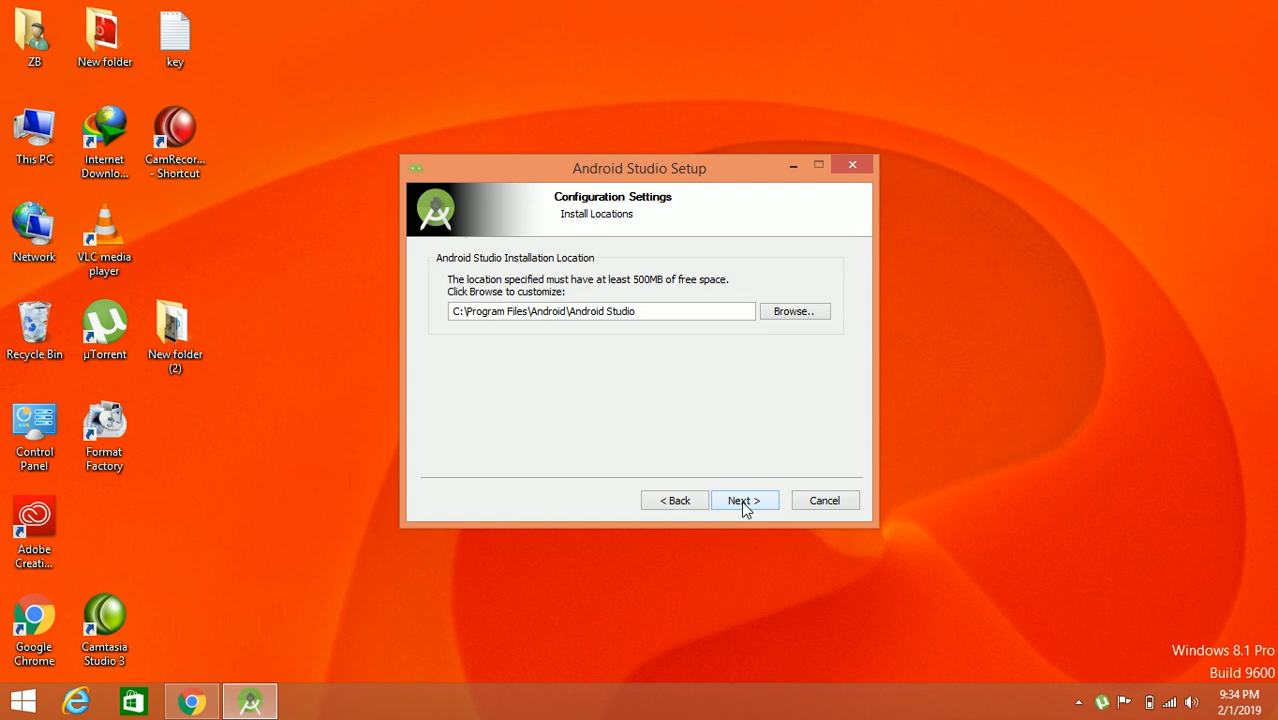 ZB
New folder
key
This PC
Internet
Downlo...
CamRecor...
- Shortcut
Network
VLC media
player
Recycle Bin
µTorrent
New folder
(2)
Control
Panel
Format
Factory
Adobe
Creati...
Google
Chrome
Camtasia
Studio 3
Android Studio Setup
Configuration Settings
Install Locations
Android Studio Installation Location
The location specified must have at least 500MB of free space.
Click Browse to customize:
C:\Program Files\Android\Android Studio
Browse..
< Back
Next >
Cancel
Windows 8.1 Pro
Build 9600
9:34 PM
2/1/2019